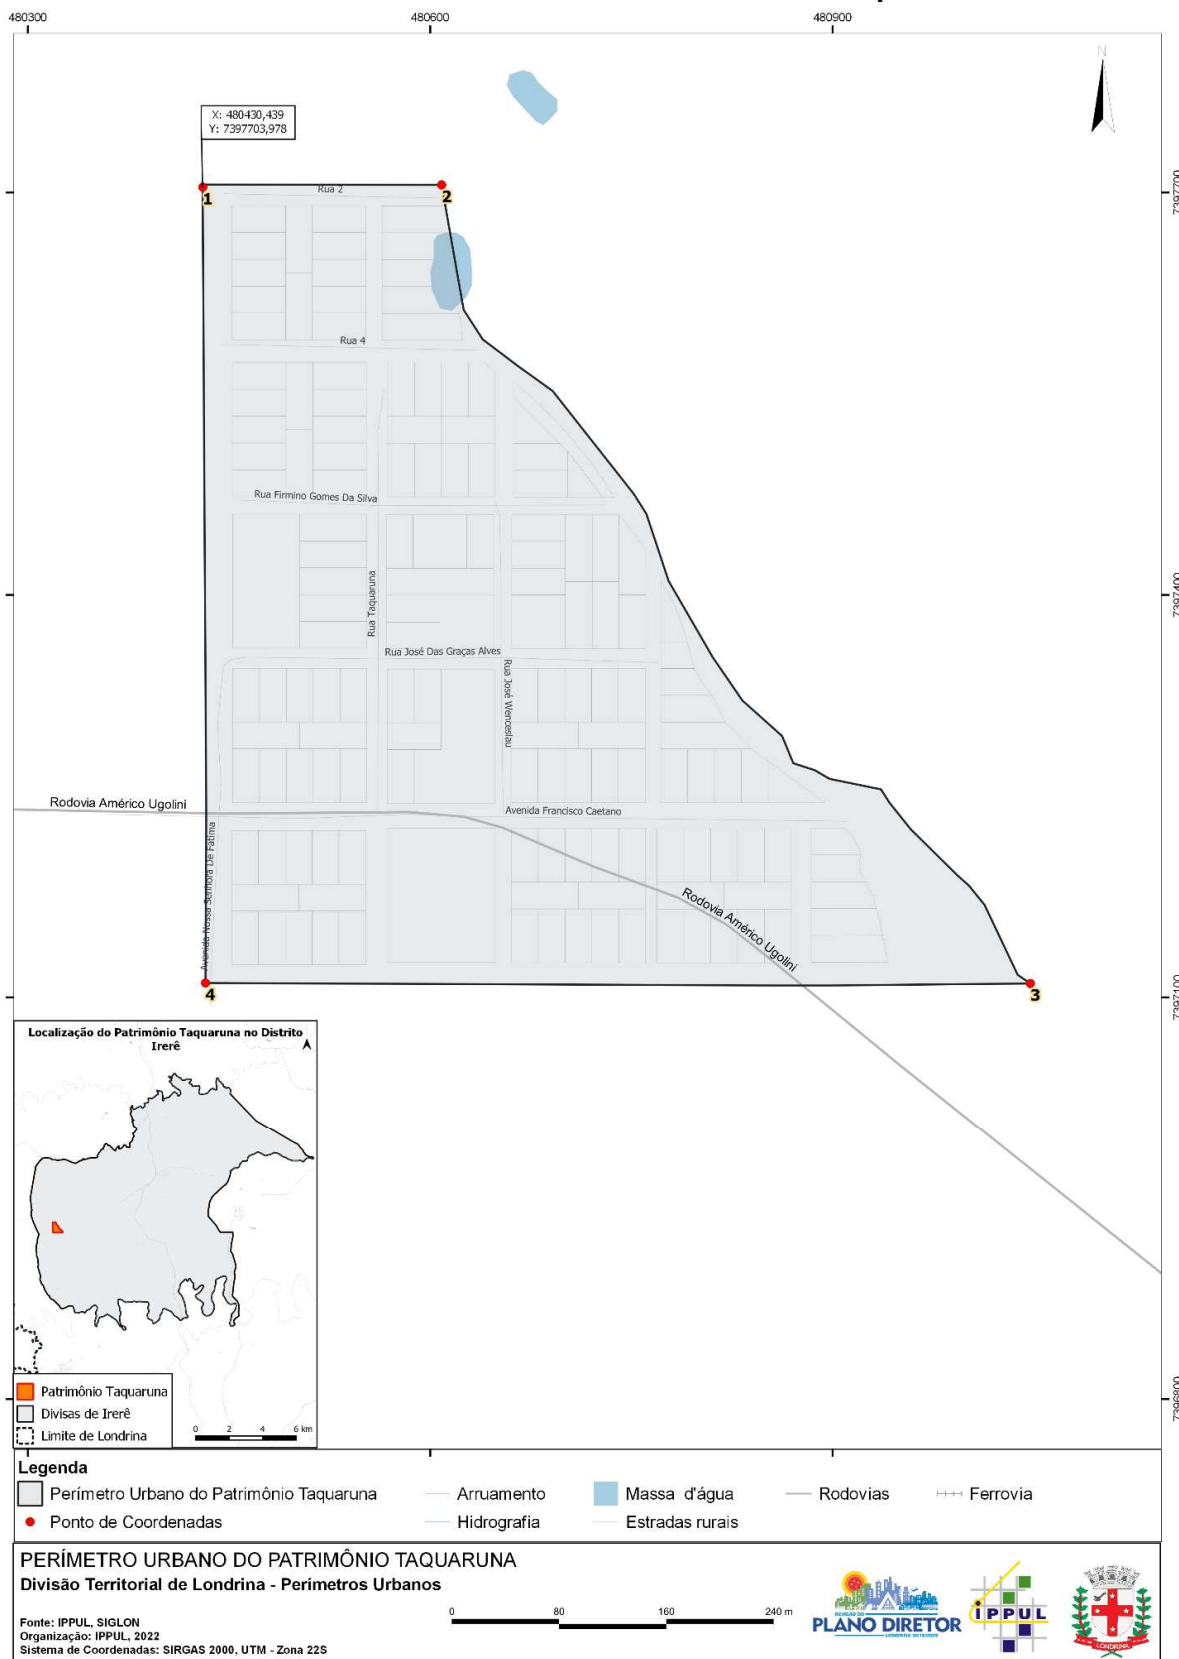 480300
480600
480900
N
X: 480430,439
Y: 7397703,978
1
2
Rua 2
7397700
Rua 4
Rua Firmino Gomes Da Silva
Rua Taquaruna
7397400
Rua José Das Graças Alves
Rua José Wenceslau
Rodovia Américo Ugolini
Avenida Francisco Caetano
Avenida Nossa Senhora De Fatima
Rodovia Américo Ugolini
4
3
7397100
Localização do Patrimônio Taquaruna no Distrito
Irerê
Patrimônio Taquaruna
Divisas de Irerê
Limite de Londrina
0 2 4 6 km
7396800
Legenda
Perímetro Urbano do Patrimônio Taquaruna
Arruamento
Massa d'água
Rodovias
Ferrovia
Ponto de Coordenadas
Hidrografia
Estradas rurais
PERÍMETRO URBANO DO PATRIMÔNIO TAQUARUNA
Divisão Territorial de Londrina - Perímetros Urbanos
0 80 160 240 m
Fonte: IPPUL, SIGLON
Organização: IPPUL, 2022
Sistema de Coordenadas: SIRGAS 2000, UTM - Zona 22S
PLANO DIRETOR
IPPUL
LONDRINA